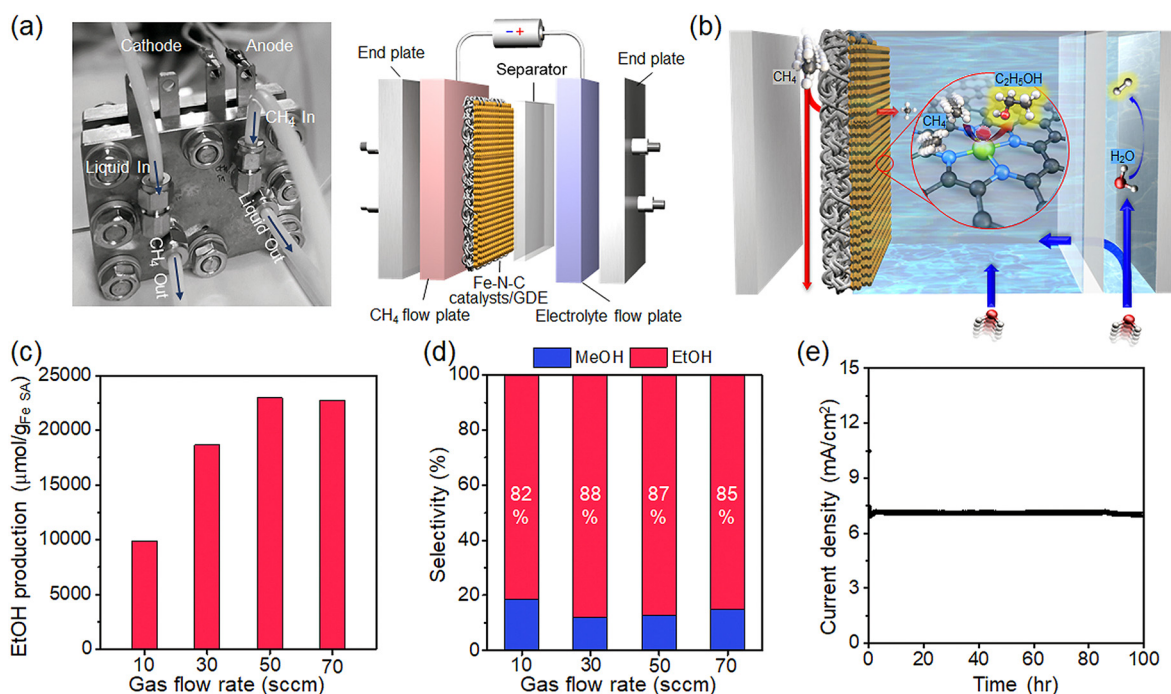 (a)
Cathode
Anode
CH₄ In
Liquid In
Liquid Out
CH₄ Out
End plate
Separator
End plate
Fe-N-C
catalysts/GDE
CH₄ flow plate
Electrolyte flow plate
− +
(b)
CH₄
C₂H₅OH
CH₄
H₂O
(c)
EtOH production (μmol/gFe SA)
25000
20000
15000
10000
5000
0
10 30 50 70
Gas flow rate (sccm)
(d)
MeOH EtOH
Selectivity (%)
100
80
60
40
20
0
82
%
88
%
87
%
85
%
10 30 50 70
Gas flow rate (sccm)
(e)
Current density (mA/cm²)
15
12
9
6
3
0
0 20 40 60 80 100
Time (hr)